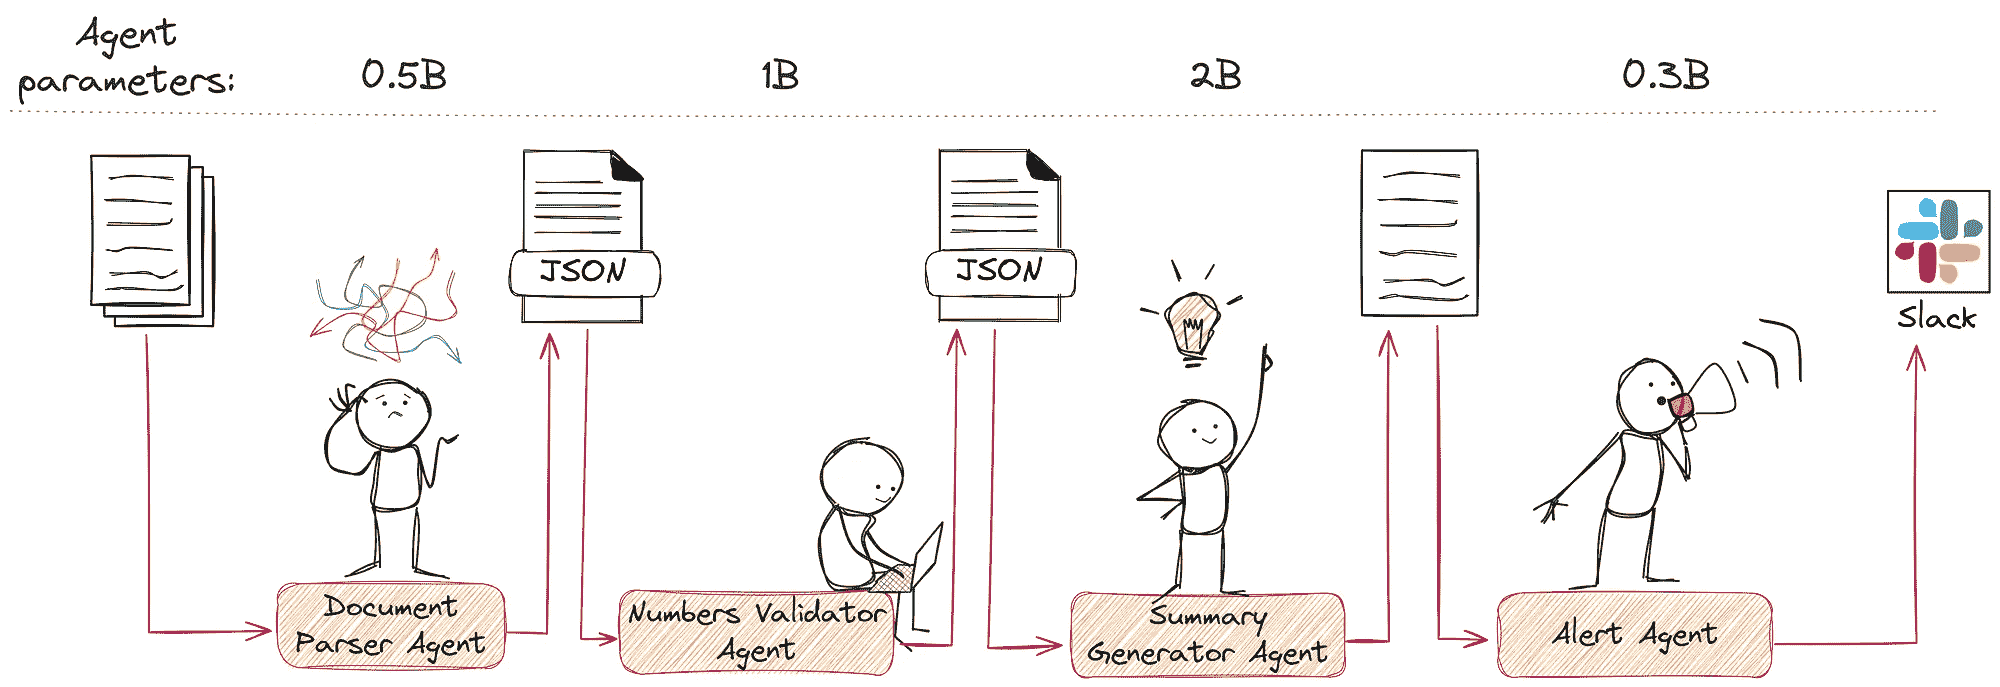 Agent
parameters:
0.5B
1B
2B
0.3B
JSON
JSON
Slack
Document
Parser Agent
Numbers Validator
Agent
Summary
Generator Agent
Alert Agent